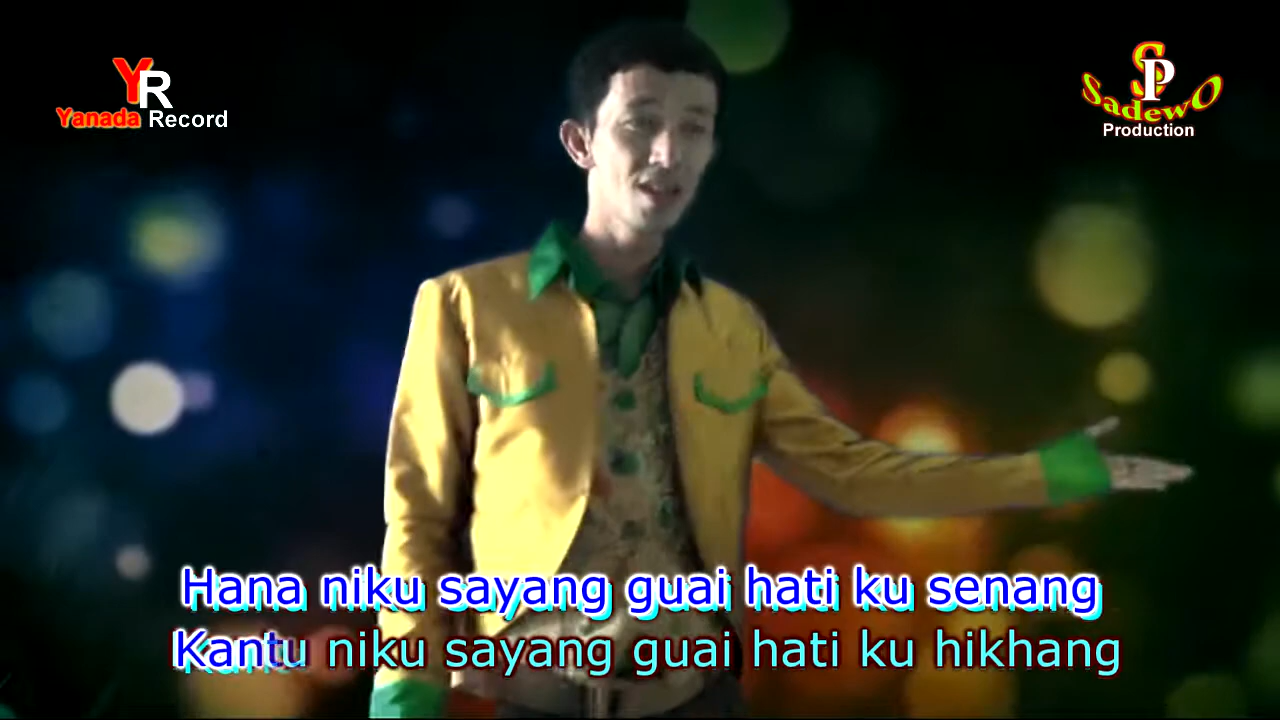 YR
Yanada Record
SP
SadewO
Production
Hana niku sayang guai hati ku senang
Kantu niku sayang guai hati ku hikhang